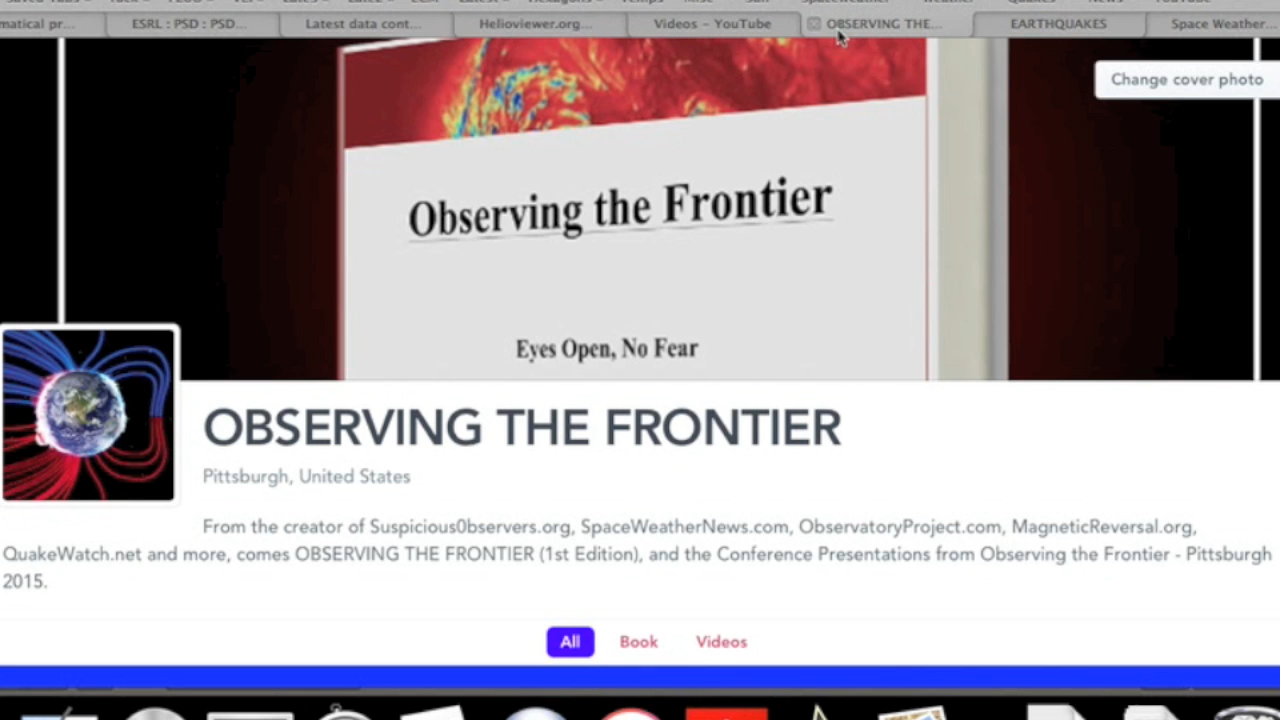 matical pr... ESRL : PSD : PSD... Latest data cont... Helioviewer.org... Videos – YouTube OBSERVING THE... EARTHQUAKES Space Weather...
Change cover photo
Observing the Frontier
Eyes Open, No Fear
OBSERVING THE FRONTIER
Pittsburgh, United States
From the creator of Suspicious0bservers.org, SpaceWeatherNews.com, ObservatoryProject.com, MagneticReversal.org,
QuakeWatch.net and more, comes OBSERVING THE FRONTIER (1st Edition), and the Conference Presentations from Observing the Frontier - Pittsburgh
2015.
All Book Videos